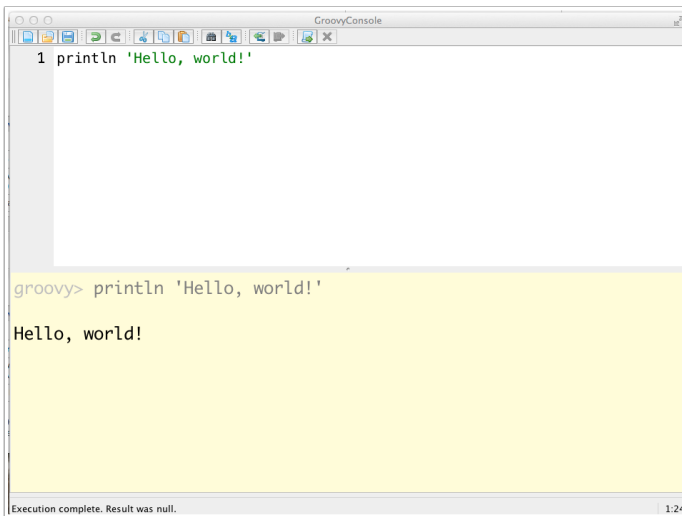 GroovyConsole
1 println 'Hello, world!'
groovy> println 'Hello, world!'
Hello, world!
Execution complete. Result was null.
1:24